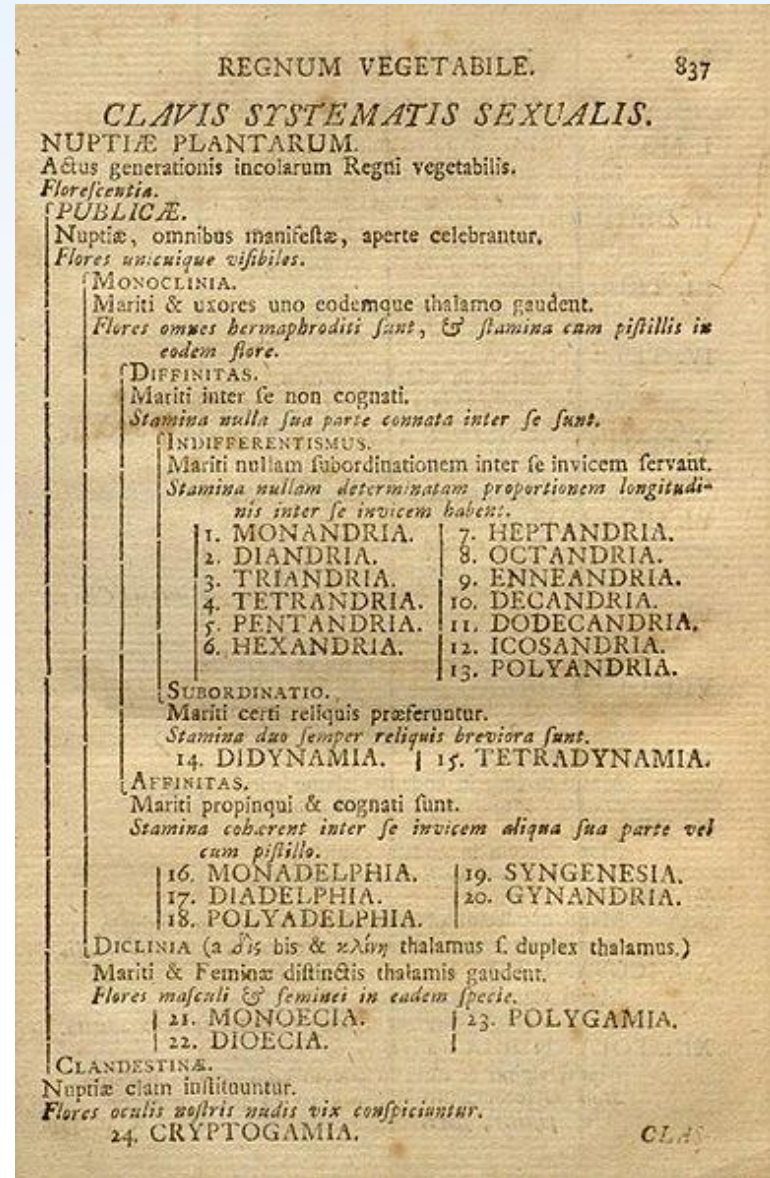 REGNUM VEGETABILE. 837
CLAVIS SYSTEMATIS SEXUALIS.
NUPTIÆ PLANTARUM.
Actus generationis incolarum Regni vegetabilis.
Floreſcentia.
PUBLICÆ.
Nuptiæ, omnibus manifeſtæ, aperte celebrantur.
Flores unicuique viſibiles.
MONOCLINIA.
Mariti & uxores uno eodemque thalamo gaudent.
Flores omnes hermaphroditi ſunt, & ſtamina cum piſtillis in
eodem flore.
DIFFINITAS.
Mariti inter ſe non cognati.
Stamina nulla ſua parte connata inter ſe ſunt.
INDIFFERENTISMUS.
Mariti nullam ſubordinationem inter ſe invicem ſervant.
Stamina nullam determinatam proportionem longitudi-
nis inter ſe invicem habent.
1. MONANDRIA. 7. HEPTANDRIA.
2. DIANDRIA. 8. OCTANDRIA.
3. TRIANDRIA. 9. ENNEANDRIA.
4. TETRANDRIA. 10. DECANDRIA.
5. PENTANDRIA. 11. DODECANDRIA.
6. HEXANDRIA. 12. ICOSANDRIA.
13. POLYANDRIA.
SUBORDINATIO.
Mariti certi reliquis præferuntur.
Stamina duo ſemper reliquis breviora ſunt.
14. DIDYNAMIA. 15. TETRADYNAMIA.
AFFINITAS.
Mariti propinqui & cognati ſunt.
Stamina cohærent inter ſe invicem aliqua ſua parte vel
cum piſtillo.
16. MONADELPHIA. 19. SYNGENESIA.
17. DIADELPHIA. 20. GYNANDRIA.
18. POLYADELPHIA.
DICLINIA (a δὶς bis & κλίνη thalamus ſ. duplex thalamus.)
Mariti & Feminæ diſtinctis thalamis gaudent.
Flores maſculi & feminei in eadem ſpecie.
21. MONOECIA. 23. POLYGAMIA.
22. DIOECIA.
CLANDESTINÆ.
Nuptiæ clam inſtituuntur.
Flores oculis noſtris nudis vix conſpiciuntur.
24. CRYPTOGAMIA. CLAS